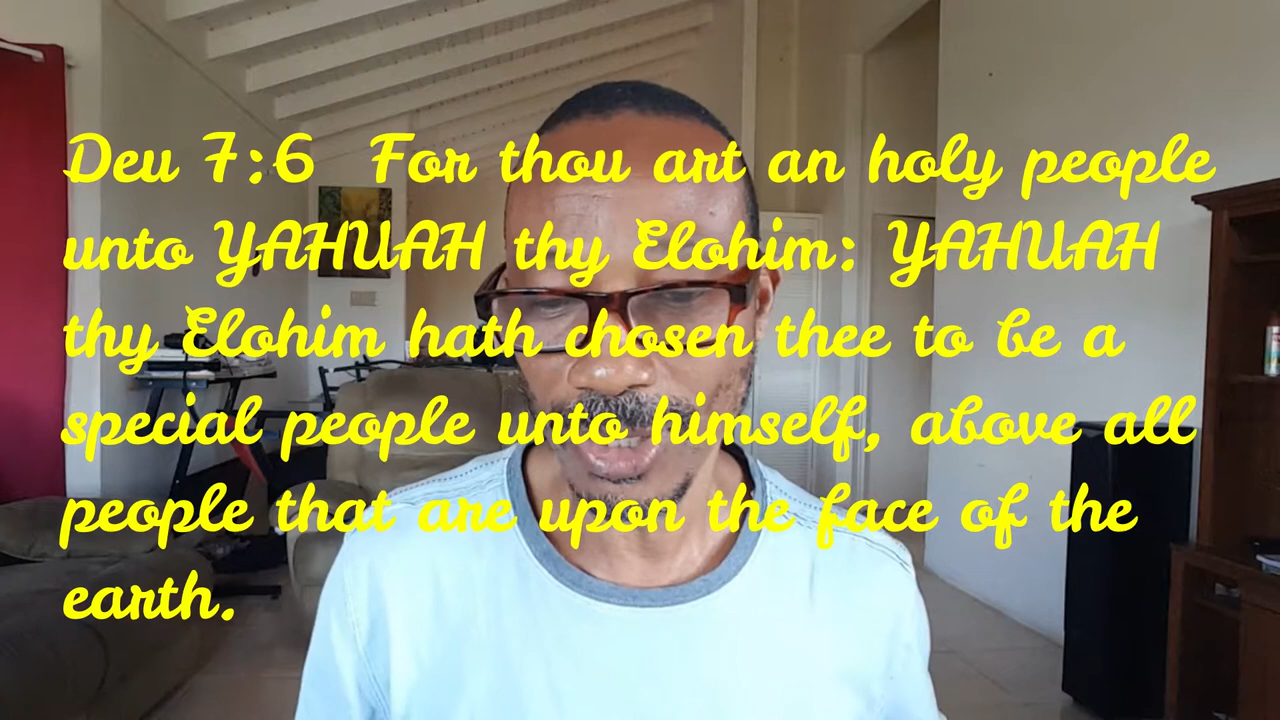 Deu 7:6 For thou art an holy people
unto YAHUAH thy Elohim: YAHUAH
thy Elohim hath chosen thee to be a
special people unto himself, above all
people that are upon the face of the
earth.